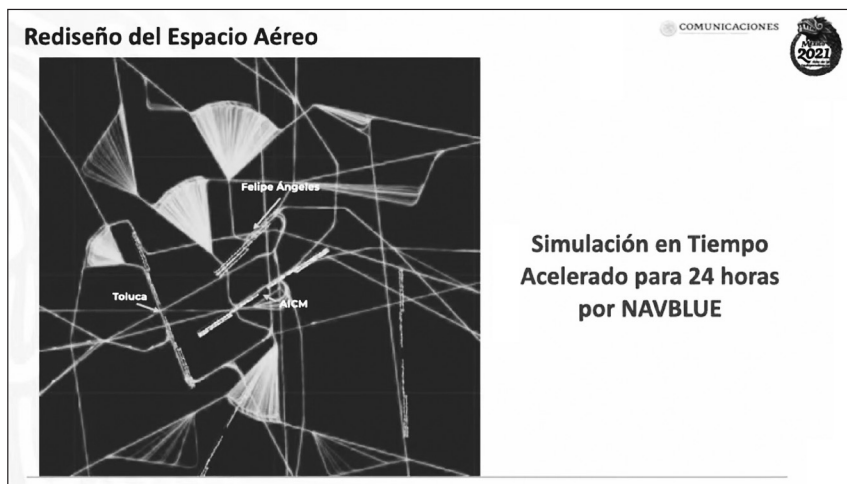 Rediseño del Espacio Aéreo
COMUNICACIONES
México
2021
Felipe Ángeles
Toluca
AICM
Simulación en Tiempo
Acelerado para 24 horas
por NAVBLUE